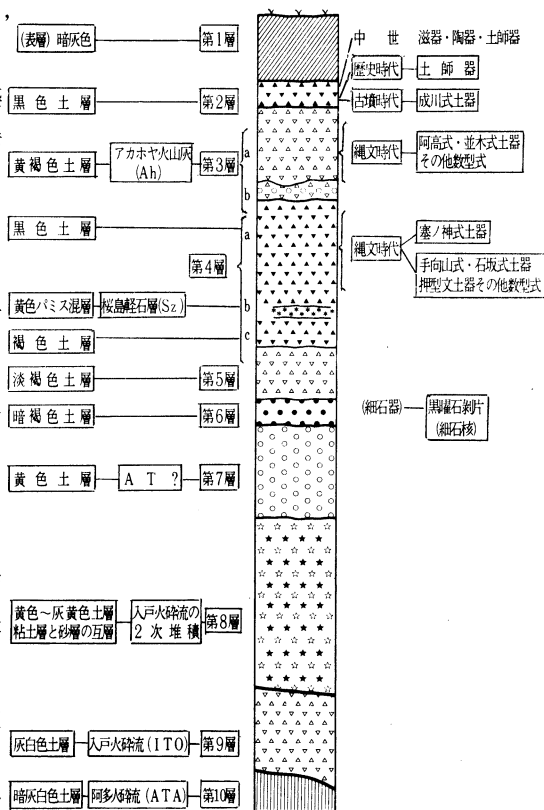 (表層) 暗灰色 第1層
中世 滋器・陶器・土師器
歴史時代 土師器
黒色土層 第2層
古墳時代 成川式土器
黄褐色土層 アカホヤ火山灰 (Ah) 第3層
a
b
縄文時代 阿高式・並木式土器
その他数型式
黒色土層
a
第4層
縄文時代 塞ノ神式土器
手向山式・石坂式土器
押型文土器その他数型式
黄色パミス混層 桜島軽石層(Sz) b
褐色土層 c
淡褐色土層 第5層
暗褐色土層 第6層
(細石器) 黒曜石剝片
(細石核)
黄色土層 AT? 第7層
黄色~灰黄色土層
粘土層と砂層の互層
入戸火砕流の
2次堆積
第8層
灰白色土層 入戸火砕流(ITO) 第9層
暗灰白色土層 阿多火砕流(ATA) 第10層